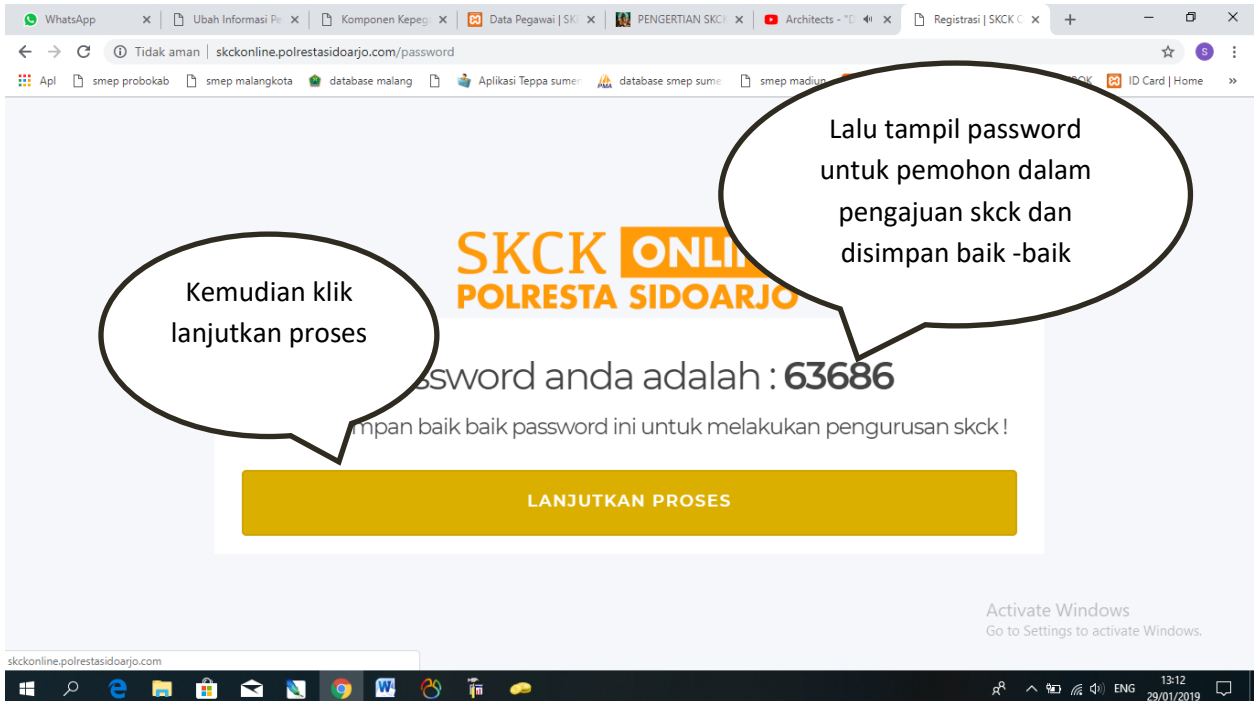 WhatsApp
Ubah Informasi Pe
Komponen Kepeg
Data Pegawai | SKI
PENGERTIAN SKCK
Architects - "D
Registrasi | SKCK O
Tidak aman | skckonline.polrestasidoarjo.com/password
S
Apl
smep probokab
smep malangkota
database malang
Aplikasi Teppa sumen
database smep sume
smep madiun
ID Card | Home
»
Lalu tampil password
untuk pemohon dalam
pengajuan skck dan
disimpan baik -baik
SKCK ONLI
POLRESTA SIDOARJO
Kemudian klik
lanjutkan proses
ssword anda adalah : 63686
mpan baik baik password ini untuk melakukan pengurusan skck !
LANJUTKAN PROSES
Activate Windows
Go to Settings to activate Windows.
skckonline.polrestasidoarjo.com
ENG
13:12
29/01/2019